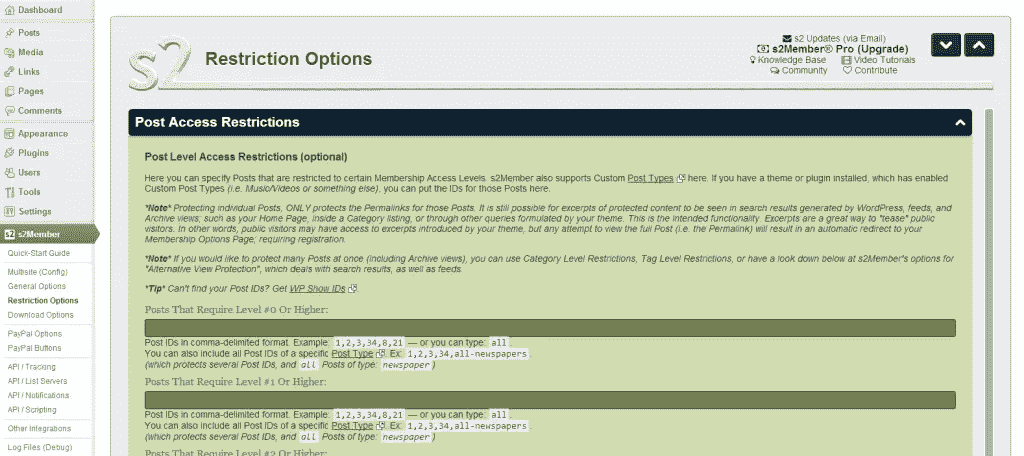 Dashboard
Posts
Media
Links
Pages
Comments
Appearance
Plugins
Users
Tools
Settings
s2 s2Member
Quick-Start Guide
Multisite (Config)
General Options
Restriction Options
Download Options
PayPal Options
PayPal Buttons
API / Tracking
API / List Servers
API / Notifications
API / Scripting
Other Integrations
Log Files (Debug)
s2
Restriction Options
s2 Updates (via Email)
s2Member® Pro (Upgrade)
Knowledge Base Video Tutorials
Community Contribute
Post Access Restrictions
Post Level Access Restrictions (optional)
Here you can specify Posts that are restricted to certain Membership Access Levels. s2Member also supports Custom Post Types here. If you have a theme or plugin installed, which has enabled
Custom Post Types (i.e. Music/Videos or something else), you can put the IDs for those Posts here.
*Note* Protecting individual Posts, ONLY protects the Permalinks for those Posts. It is still possible for excerpts of protected content to be seen in search results generated by WordPress, feeds, and
Archive views; such as your Home Page, inside a Category listing, or through other queries formulated by your theme. This is the intended functionality. Excerpts are a great way to "tease" public
visitors. In other words, public visitors may have access to excerpts introduced by your theme, but any attempt to view the full Post (i.e. the Permalink) will result in an automatic redirect to your
Membership Options Page; requiring registration.
*Note* If you would like to protect many Posts at once (including Archive views), you can use Category Level Restrictions, Tag Level Restrictions, or have a look down below at s2Member's options for
"Alternative View Protection", which deals with search results, as well as feeds.
*Tip* Can't find your Post IDs? Get WP Show IDs.
Posts That Require Level #0 Or Higher:
Post IDs in comma-delimited format. Example: 1,2,3,34,8,21 — or you can type: all.
You can also include all Post IDs of a specific Post Type. Ex: 1,2,3,34,all-newspapers.
(which protects several Post IDs, and all Posts of type: newspaper)
Posts That Require Level #1 Or Higher:
Post IDs in comma-delimited format. Example: 1,2,3,34,8,21 — or you can type: all.
You can also include all Post IDs of a specific Post Type. Ex: 1,2,3,34,all-newspapers.
(which protects several Post IDs, and all Posts of type: newspaper)
Posts That Require Level #2 Or Higher: